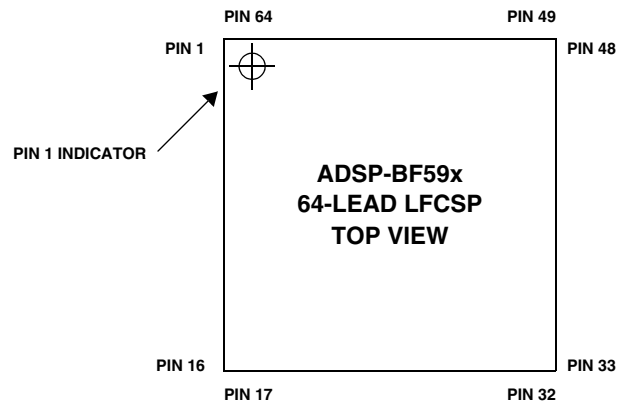 PIN 64
PIN 49
PIN 1
PIN 48
PIN 1 INDICATOR
ADSP-BF59x
64-LEAD LFCSP
TOP VIEW
PIN 16
PIN 33
PIN 17
PIN 32